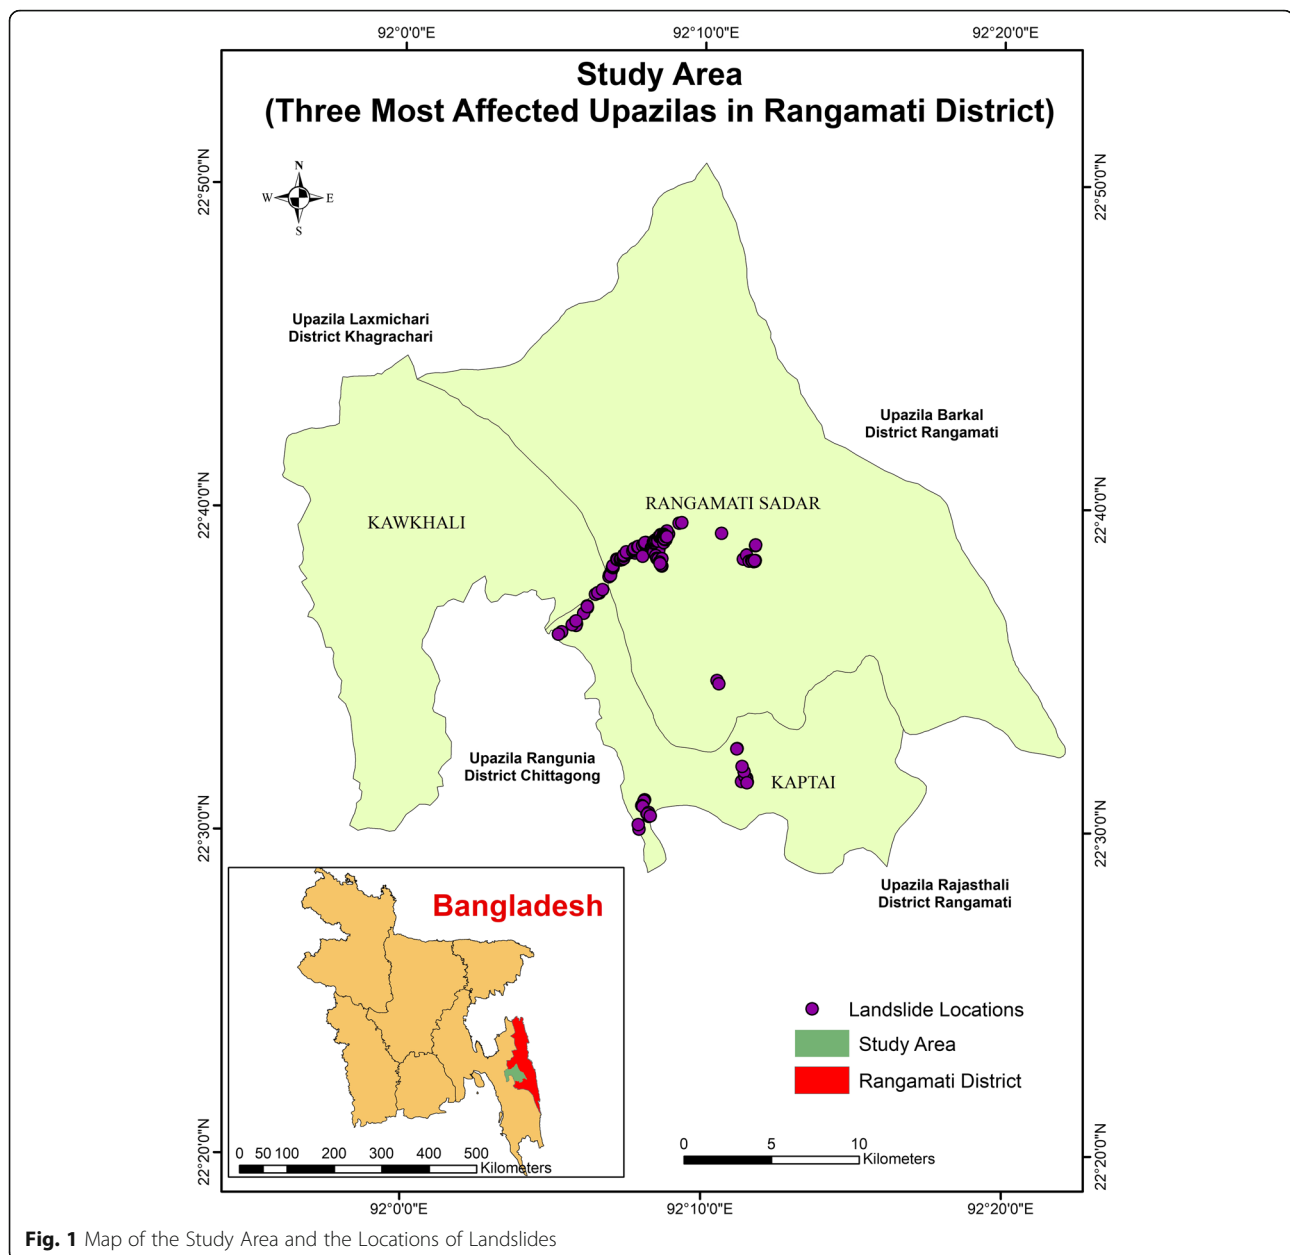 92°0'0"E 92°10'0"E 92°20'0"E
Study Area
(Three Most Affected Upazilas in Rangamati District)
22°50'0"N
22°50'0"N
N
W E
S
Upazila Laxmichari
District Khagrachari
Upazila Barkal
District Rangamati
22°40'0"N
22°40'0"N
RANGAMATI SADAR
KAWKHALI
Upazila Rangunia
District Chittagong
KAPTAI
22°30'0"N
22°30'0"N
Upazila Rajasthali
District Rangamati
Bangladesh
Landslide Locations
Study Area
Rangamati District
22°20'0"N
22°20'0"N
0 50 100 200 300 400 500
Kilometers
0 5 10
Kilometers
92°0'0"E 92°10'0"E 92°20'0"E
Fig. 1 Map of the Study Area and the Locations of Landslides